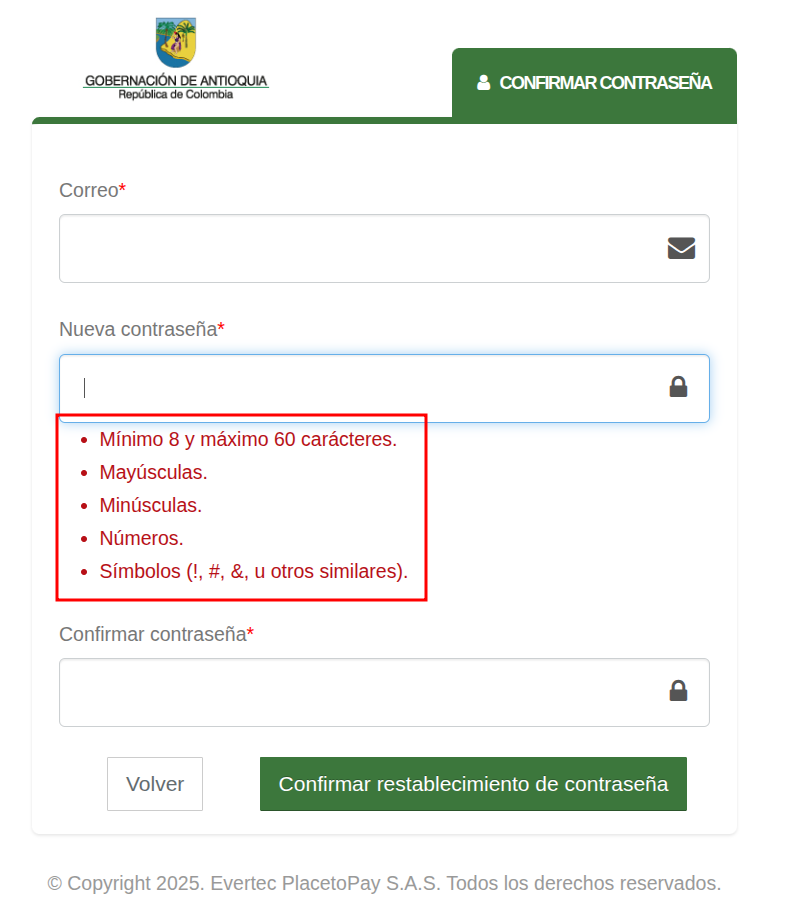 GOBERNACIÓN DE ANTIOQUIA
República de Colombia
CONFIRMAR CONTRASEÑA
Correo*
Nueva contraseña*
Mínimo 8 y máximo 60 carácteres.
Mayúsculas.
Minúsculas.
Números.
Símbolos (!, #, &, u otros similares).
Confirmar contraseña*
Volver
Confirmar restablecimiento de contraseña
© Copyright 2025. Evertec PlacetoPay S.A.S. Todos los derechos reservados.